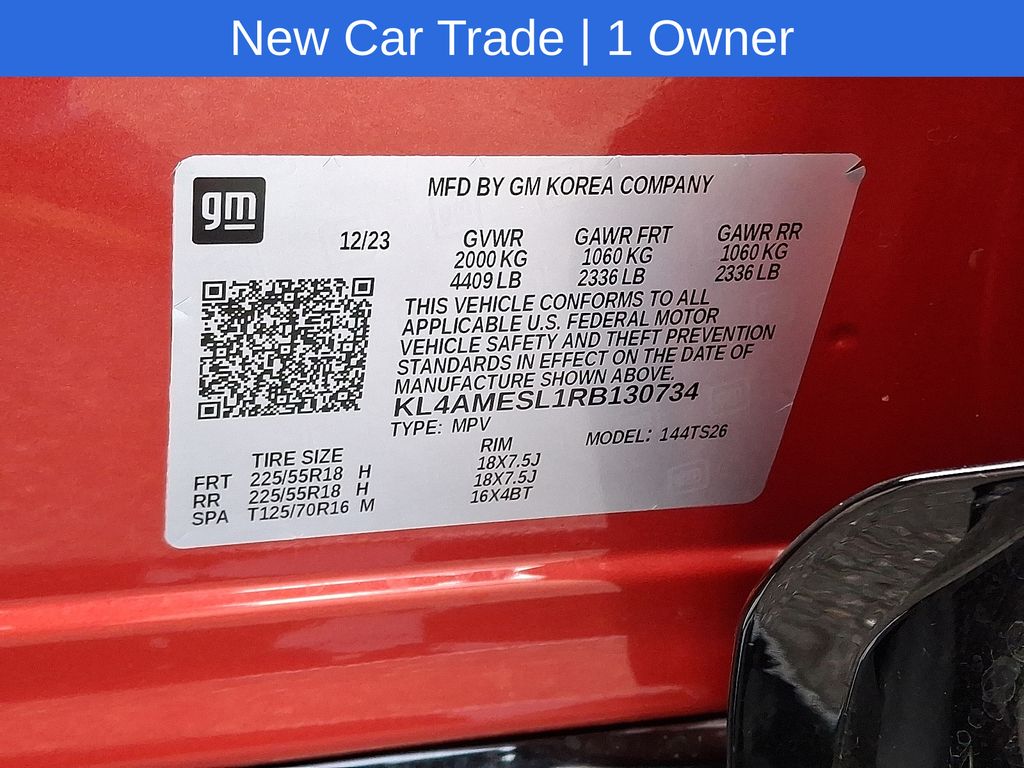 New Car Trade | 1 Owner
gm
MFD BY GM KOREA COMPANY
12/23 GVWR GAWR FRT GAWR RR
2000 KG 1060 KG 1060 KG
4409 LB 2336 LB 2336 LB
THIS VEHICLE CONFORMS TO ALL
APPLICABLE U.S. FEDERAL MOTOR
VEHICLE SAFETY AND THEFT PREVENTION
STANDARDS IN EFFECT ON THE DATE OF
MANUFACTURE SHOWN ABOVE.
KL4AMESL1RB130734
TYPE: MPV MODEL: 144TS26
TIRE SIZE RIM
FRT 225/55R18 H 18X7.5J
RR 225/55R18 H 18X7.5J
SPA T125/70R16 M 16X4BT